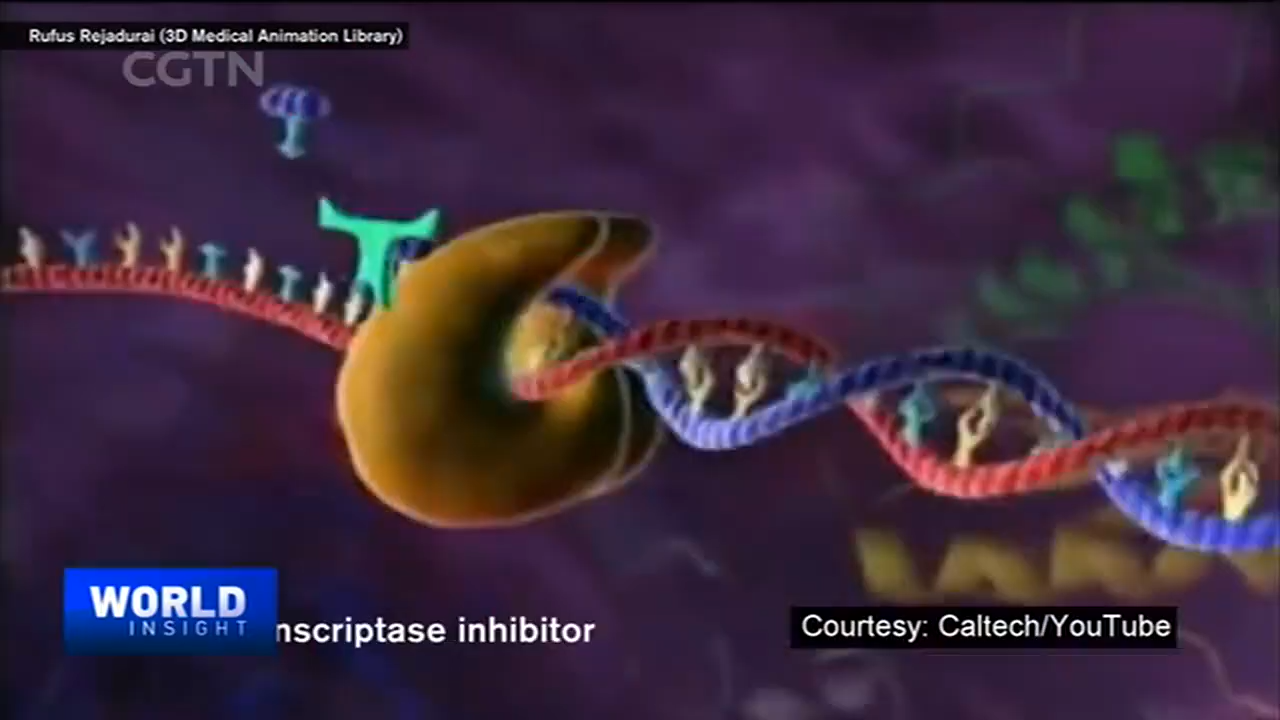 Rufus Rejadurai (3D Medical Animation Library)
CGTN
WORLD
INSIGHT
nscriptase inhibitor
Courtesy: Caltech/YouTube